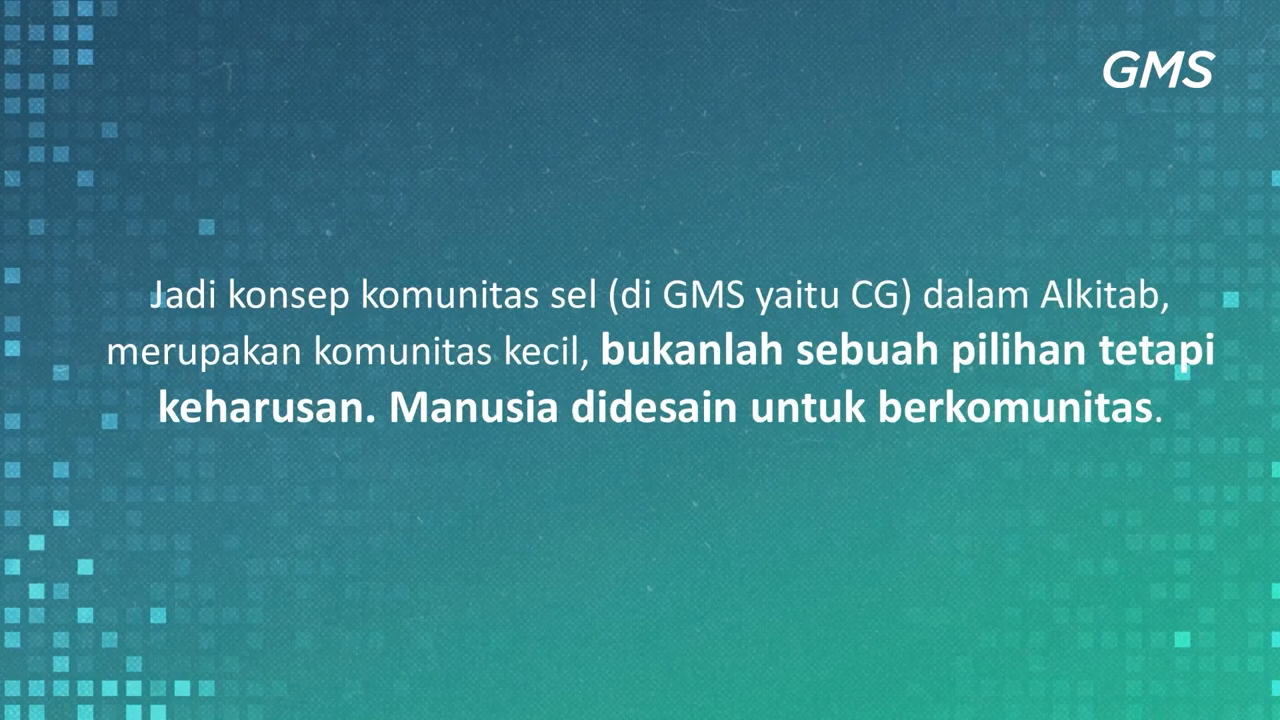 GMS
Jadi konsep komunitas sel (di GMS yaitu CG) dalam Alkitab,
merupakan komunitas kecil, bukanlah sebuah pilihan tetapi
keharusan. Manusia didesain untuk berkomunitas.